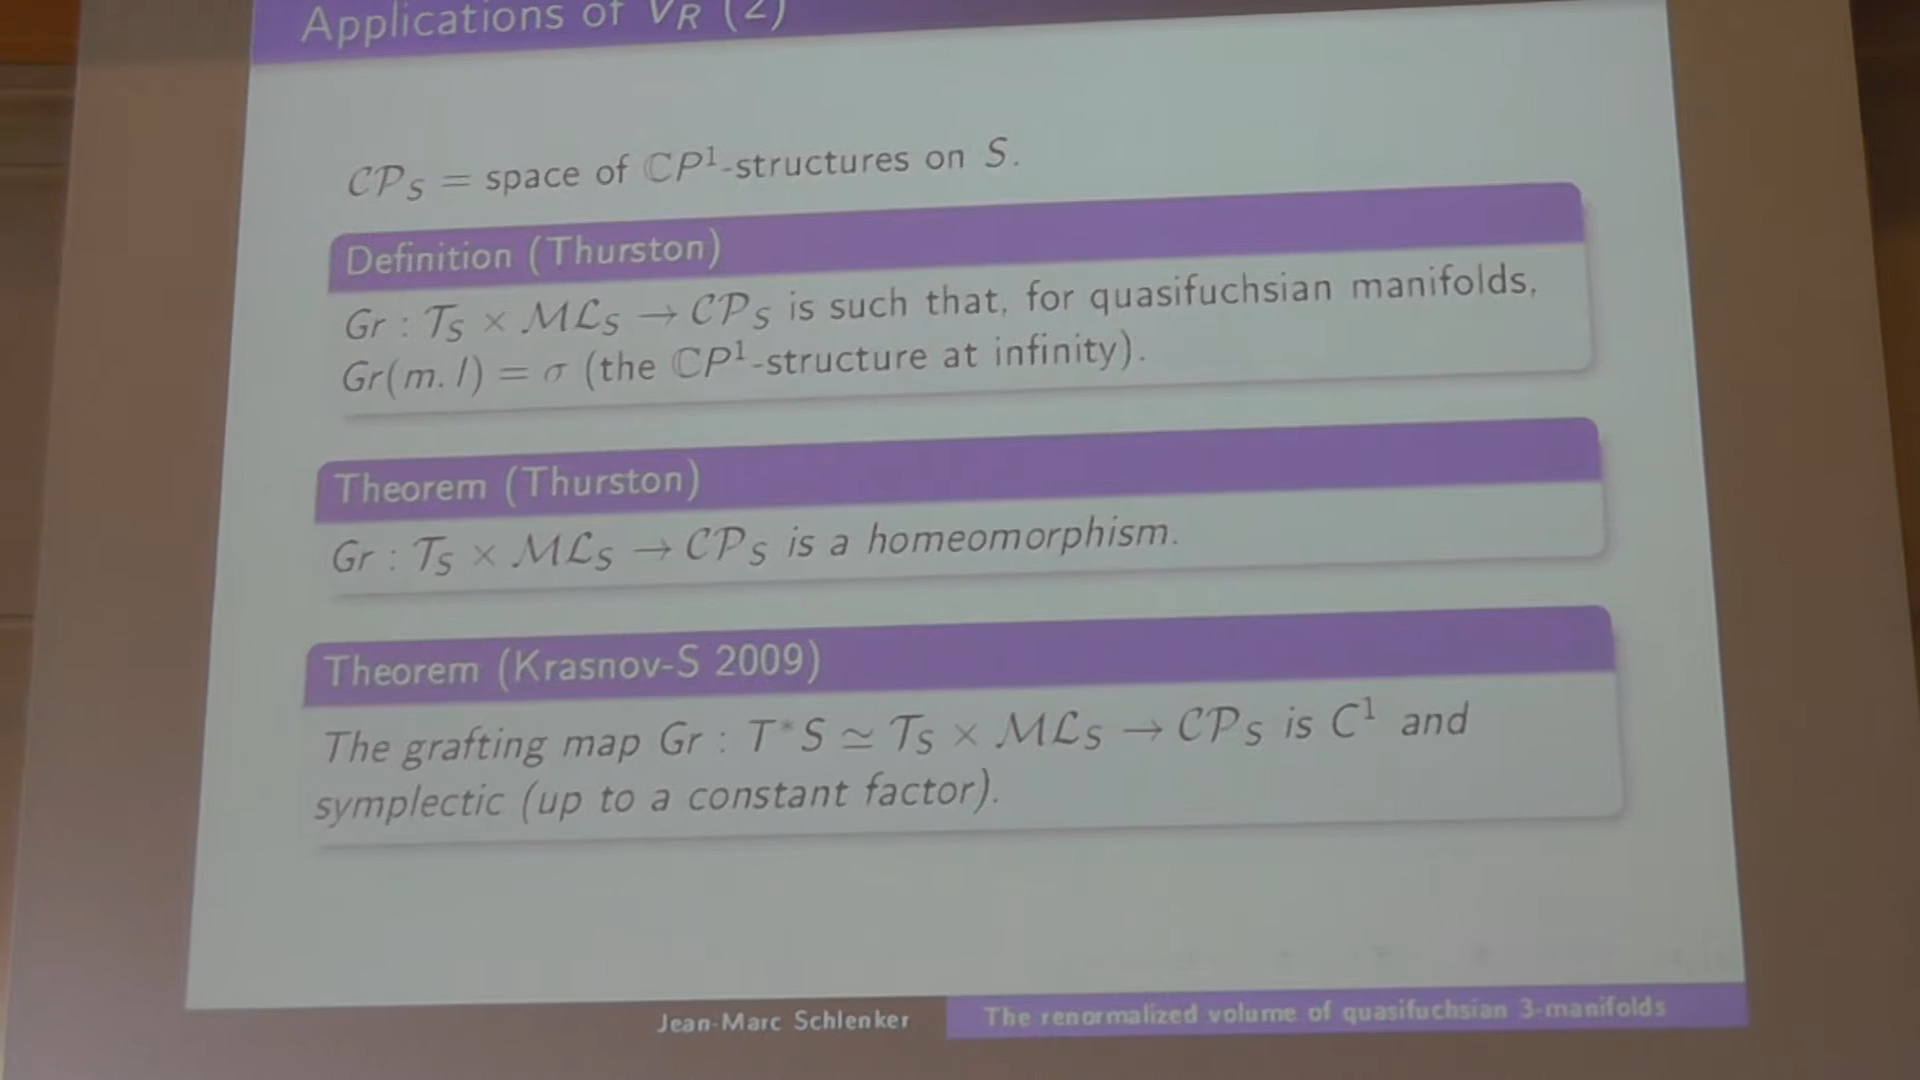 Applications of V_R (2)
𝒞𝒫_S = space of ℂP¹-structures on S.
Definition (Thurston)
Gr : 𝒯_S × ℳℒ_S → 𝒞𝒫_S is such that, for quasifuchsian manifolds,
Gr(m, l) = σ (the ℂP¹-structure at infinity).
Theorem (Thurston)
Gr : 𝒯_S × ℳℒ_S → 𝒞𝒫_S is a homeomorphism.
Theorem (Krasnov-S 2009)
The grafting map Gr : T*S ≃ 𝒯_S × ℳℒ_S → 𝒞𝒫_S is C¹ and
symplectic (up to a constant factor).
Jean-Marc Schlenker
The renormalized volume of quasifuchsian 3-manifolds